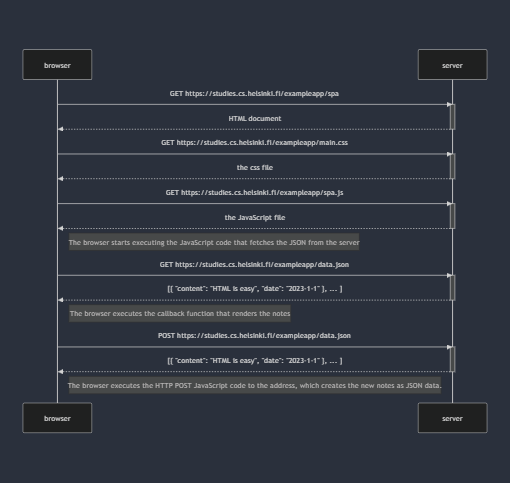 browser server
GET https://studies.cs.helsinki.fi/exampleapp/spa
HTML document
GET https://studies.cs.helsinki.fi/exampleapp/main.css
the css file
GET https://studies.cs.helsinki.fi/exampleapp/spa.js
the JavaScript file
The browser starts executing the JavaScript code that fetches the JSON from the server
GET https://studies.cs.helsinki.fi/exampleapp/data.json
[{ "content": "HTML is easy", "date": "2023-1-1" }, ... ]
The browser executes the callback function that renders the notes
POST https://studies.cs.helsinki.fi/exampleapp/data.json
[{ "content": "HTML is easy", "date": "2023-1-1" }, ... ]
The browser executes the HTTP POST JavaScript code to the address, which creates the new notes as JSON data.
browser server